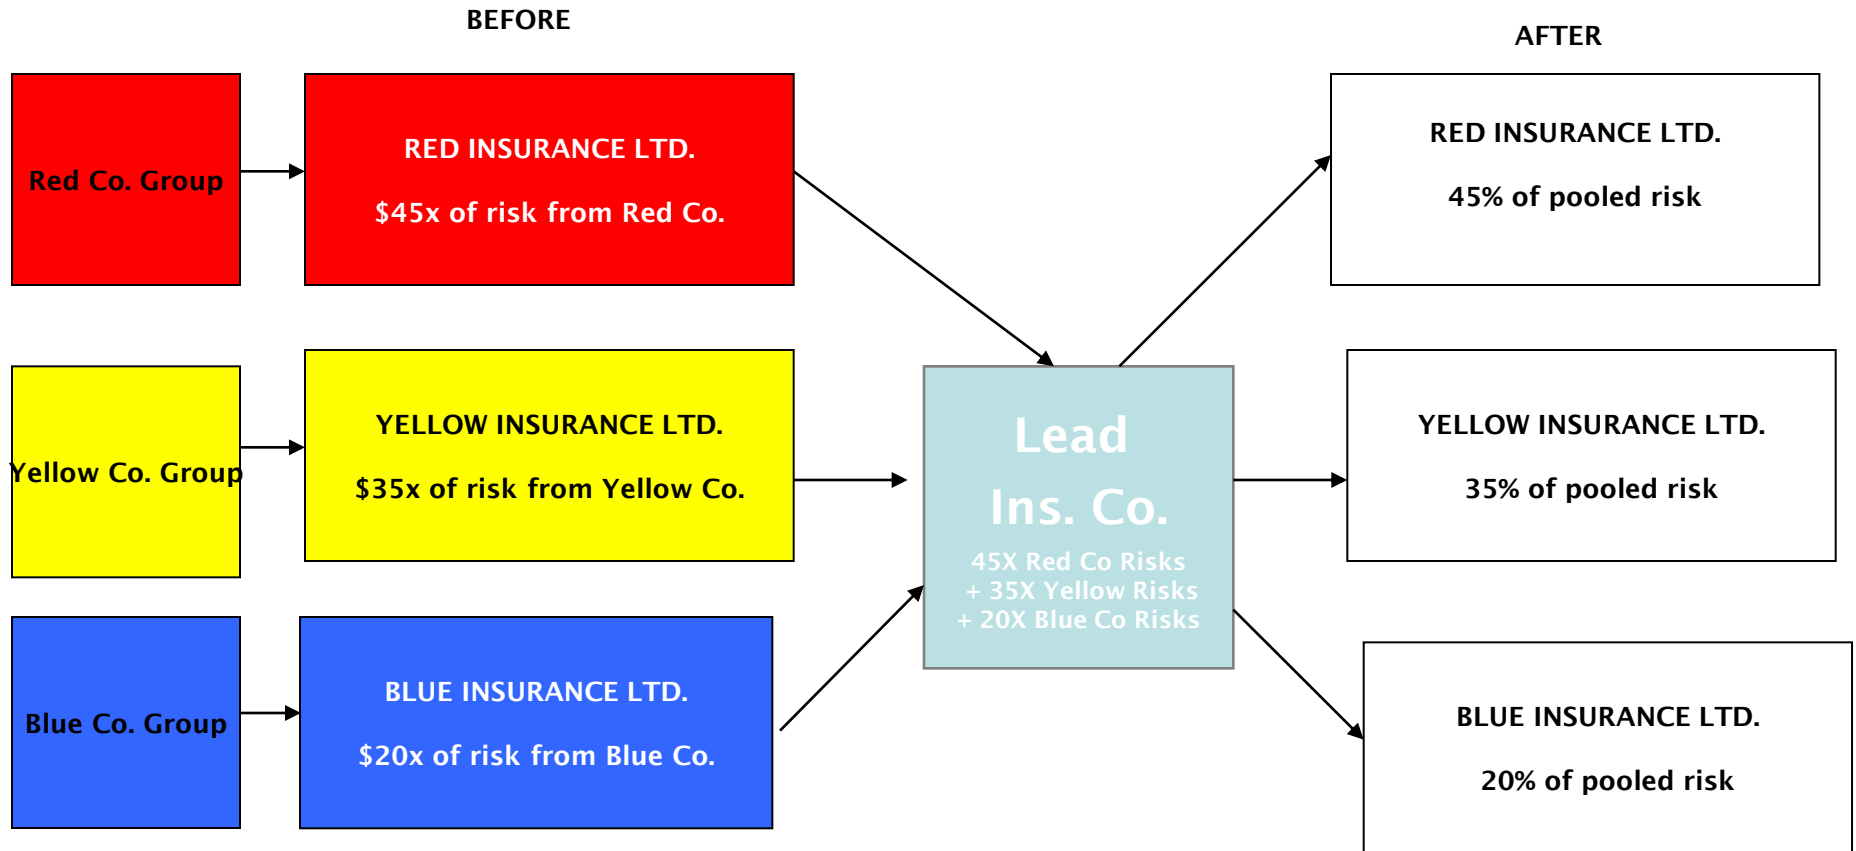 BEFORE
AFTER
Red Co. Group
RED INSURANCE LTD.
$45x of risk from Red Co.
RED INSURANCE LTD.
45% of pooled risk
Yellow Co. Group
YELLOW INSURANCE LTD.
$35x of risk from Yellow Co.
Lead
Ins. Co.
45X Red Co Risks
+ 35X Yellow Risks
+ 20X Blue Co Risks
YELLOW INSURANCE LTD.
35% of pooled risk
Blue Co. Group
BLUE INSURANCE LTD.
$20x of risk from Blue Co.
BLUE INSURANCE LTD.
20% of pooled risk